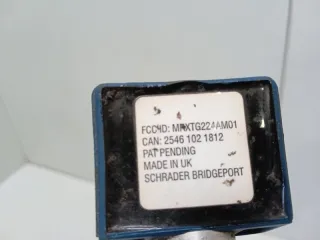 CAN: 2546 102 1812
PAT PENDING
MADE IN UK
SCHRADER BRIDGEPORT